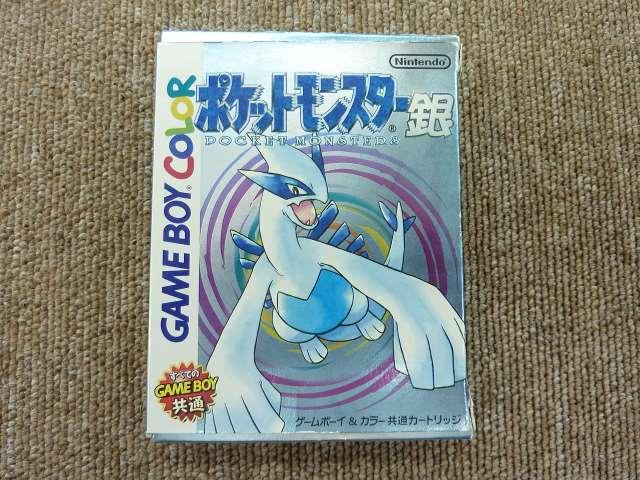 Nintendo
ポケットモンスター銀
POCKET MONSTERS
®
GAME BOY COLOR
®
すべての
GAME BOY
共通
ゲームボーイ & カラー共通カートリッジ